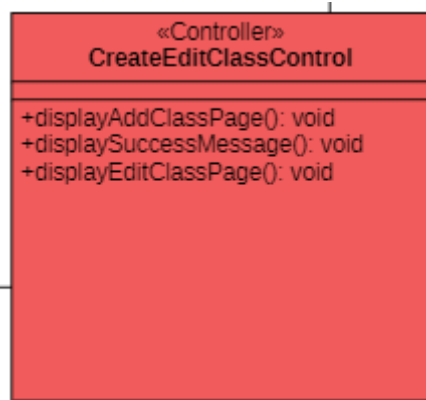 «Controller»
CreateEditClassControl
+displayAddClassPage(): void
+displaySuccessMessage(): void
+displayEditClassPage(): void